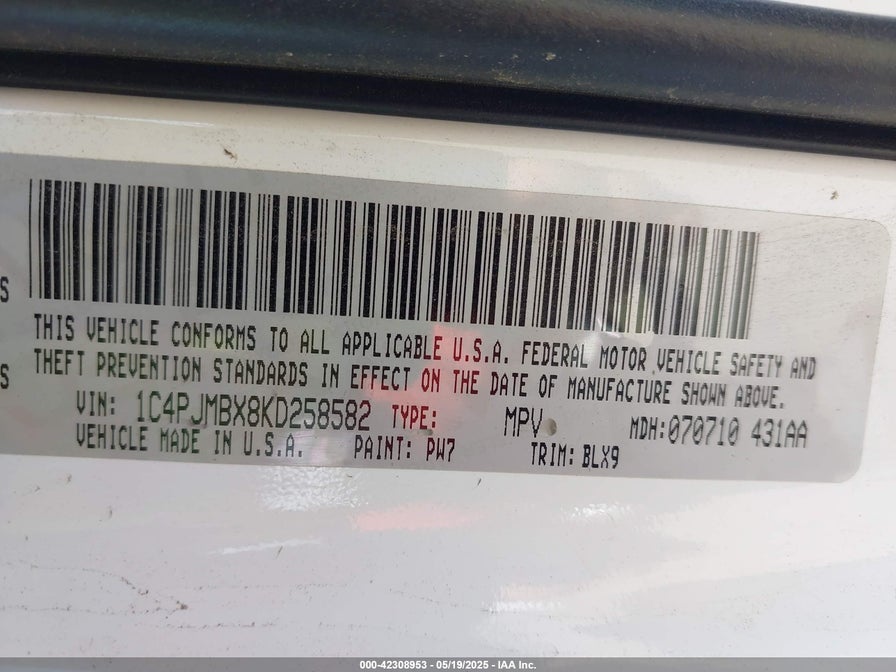 S
THIS VEHICLE CONFORMS TO ALL APPLICABLE U.S.A. FEDERAL MOTOR VEHICLE SAFETY AND
S
THEFT PREVENTION STANDARDS IN EFFECT ON THE DATE OF MANUFACTURE SHOWN ABOVE.
VIN: 1C4PJMBX8KD258582 TYPE: MPV MDH:070710 431AA
VEHICLE MADE IN U.S.A. PAINT: PW7 TRIM: BLX9
000-42308953 - 05/19/2025 - IAA Inc.